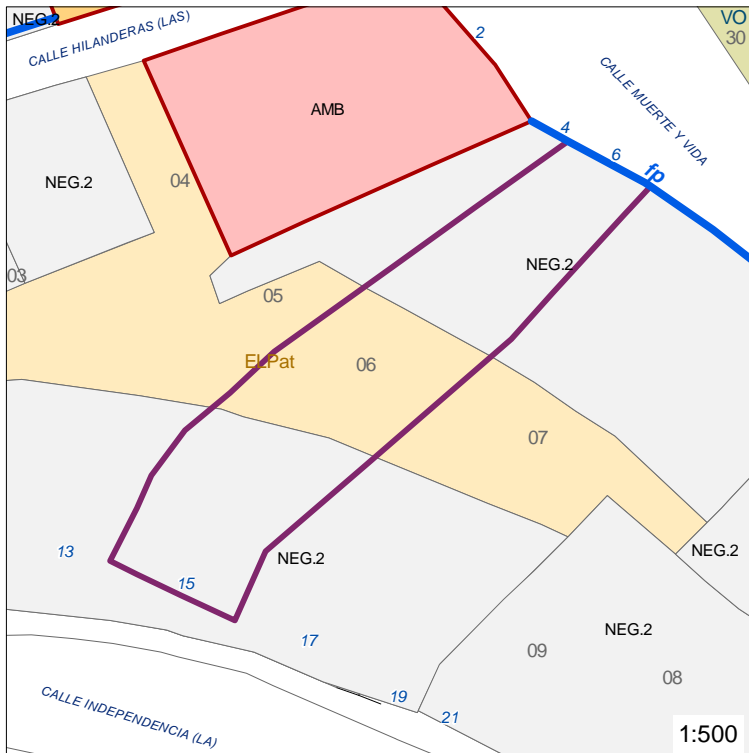 NEG.2
CALLE HILANDERAS (LAS)
2
VO
30
CALLE MUERTE Y VIDA
AMB
4
6
fp
NEG.2
04
NEG.2
03
05
ELPat
06
07
13
15
NEG.2
NEG.2
17
NEG.2
09
08
19
21
CALLE INDEPENDENCIA (LA)
1:500